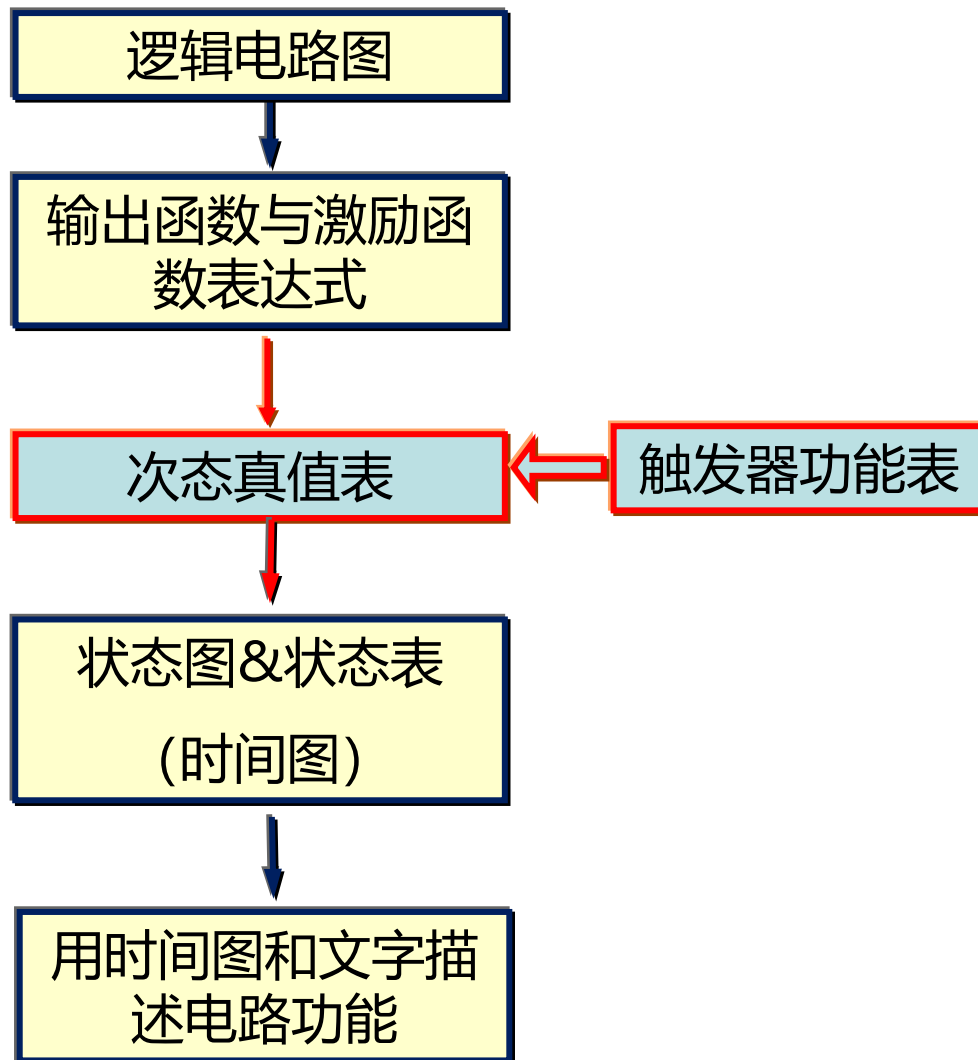 逻辑电路图
输出函数与激励函
数表达式
次态真值表
触发器功能表
状态图&状态表
（时间图）
用时间图和文字描
述电路功能